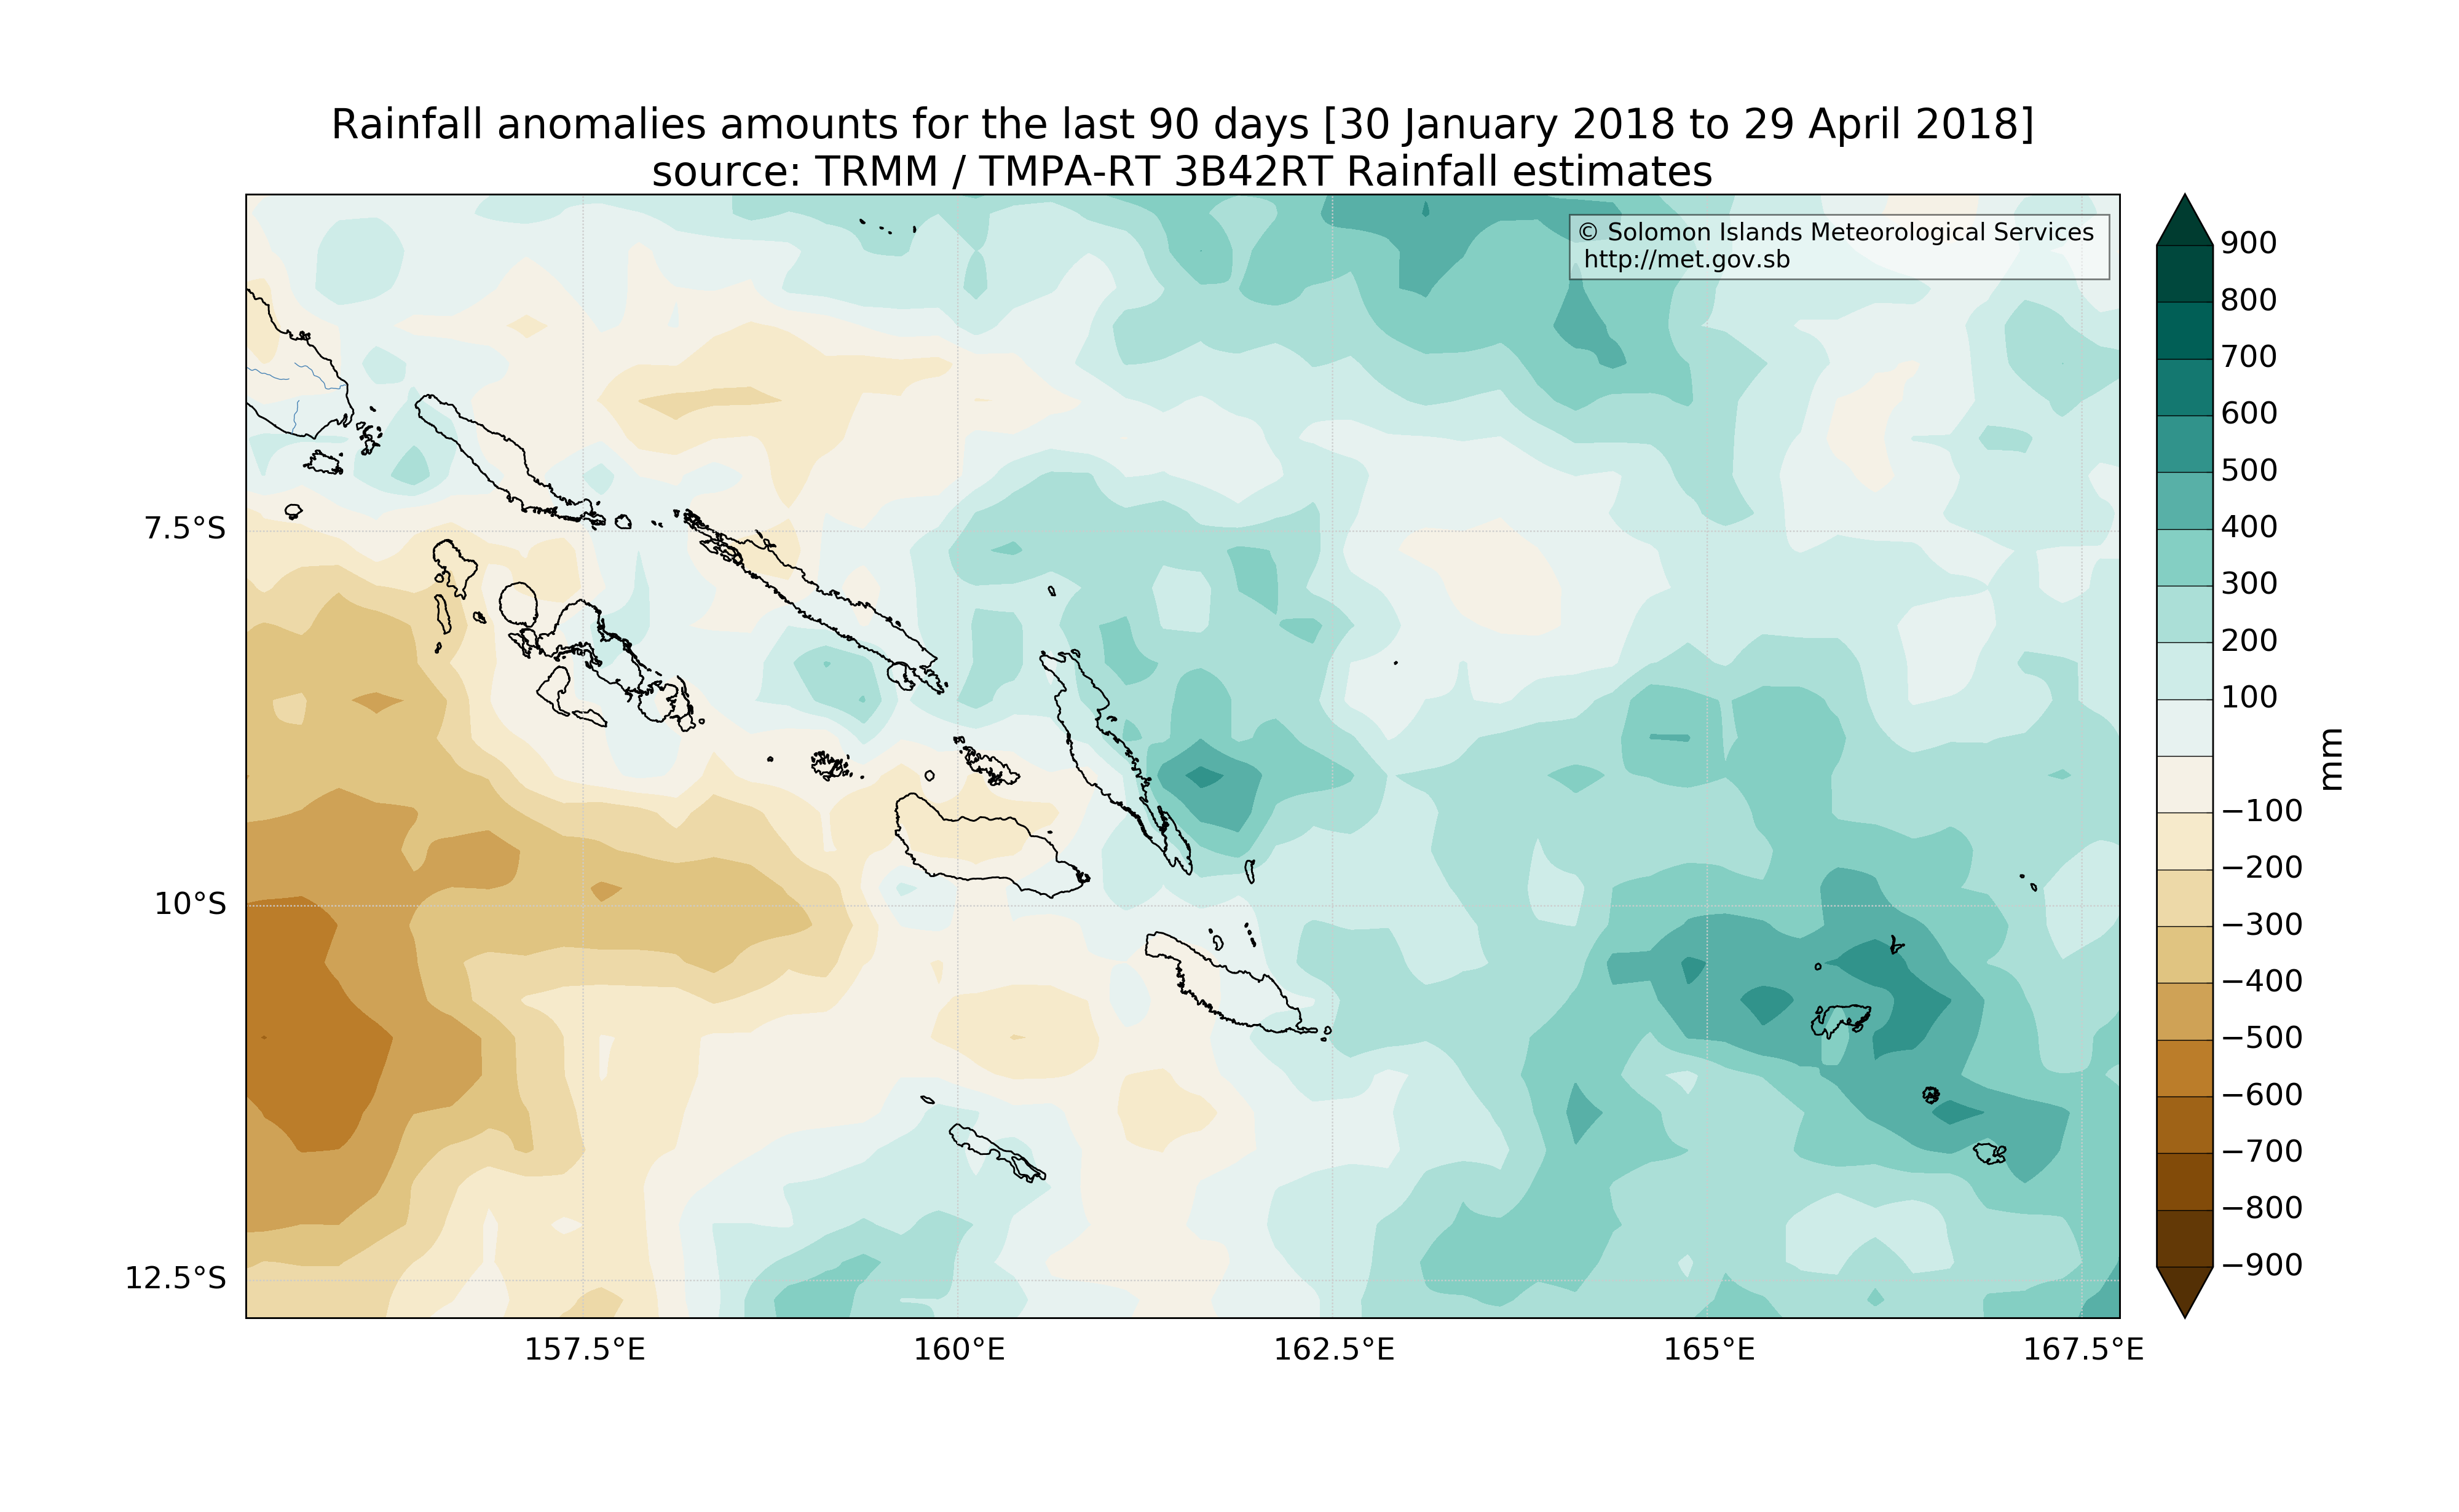 Rainfall anomalies amounts for the last 90 days [30 January 2018 to 29 April 2018]
source: TRMM / TMPA-RT 3B42RT Rainfall estimates
© Solomon Islands Meteorological Services
http://met.gov.sb
7.5°S
10°S
12.5°S
157.5°E
160°E
162.5°E
165°E
167.5°E
900
800
700
600
500
400
300
200
100
−100
−200
−300
−400
−500
−600
−700
−800
−900
mm